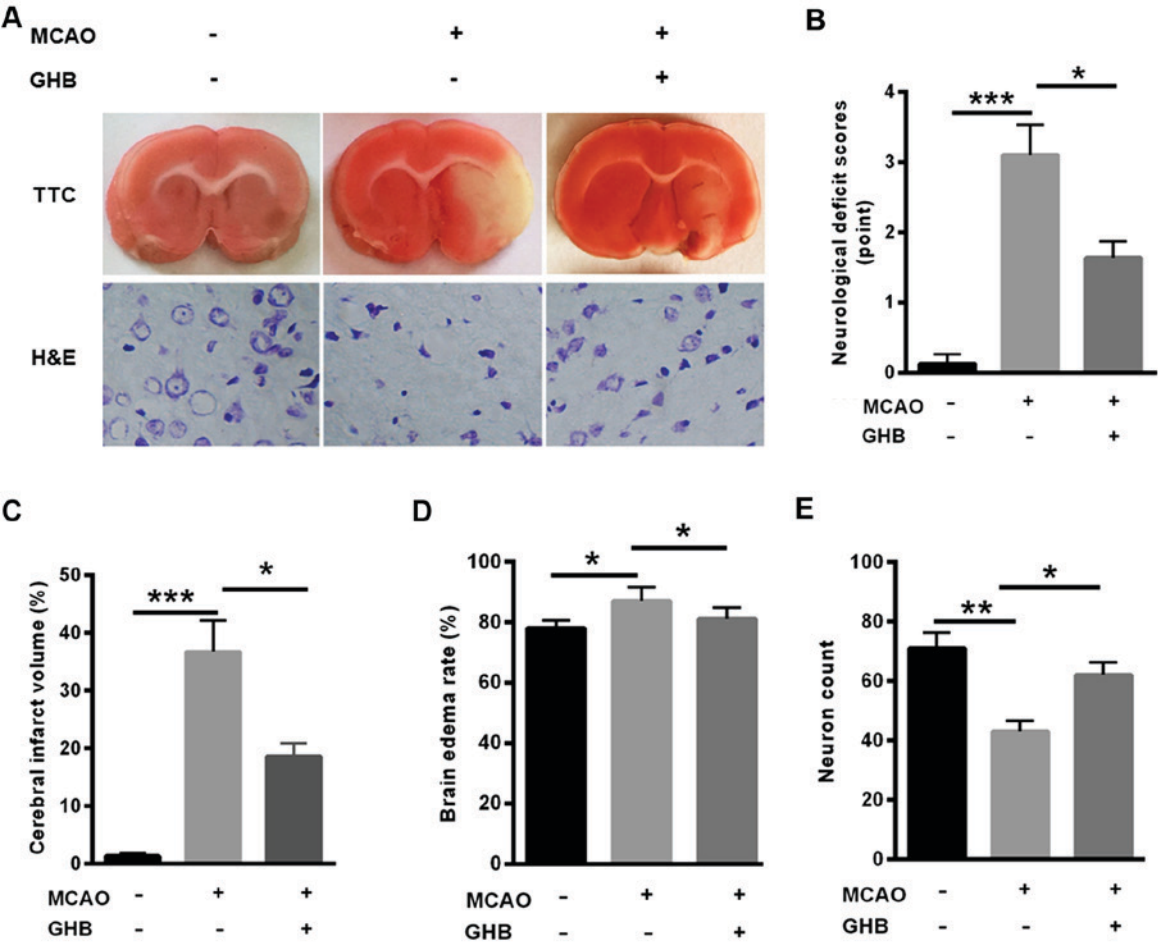 A
MCAO - + +
GHB - - +
TTC
H&E
B
Neurological deficit scores
(point)
4
3
2
1
0
***
*
MCAO - + +
GHB - - +
C
Cerebral infarct volume (%)
50
40
30
20
10
0
***
*
MCAO - + +
GHB - - +
D
Brain edema rate (%)
100
80
60
40
20
0
*
*
MCAO - + +
GHB - - +
E
Neuron count
100
80
60
40
20
0
**
*
MCAO - + +
GHB - - +